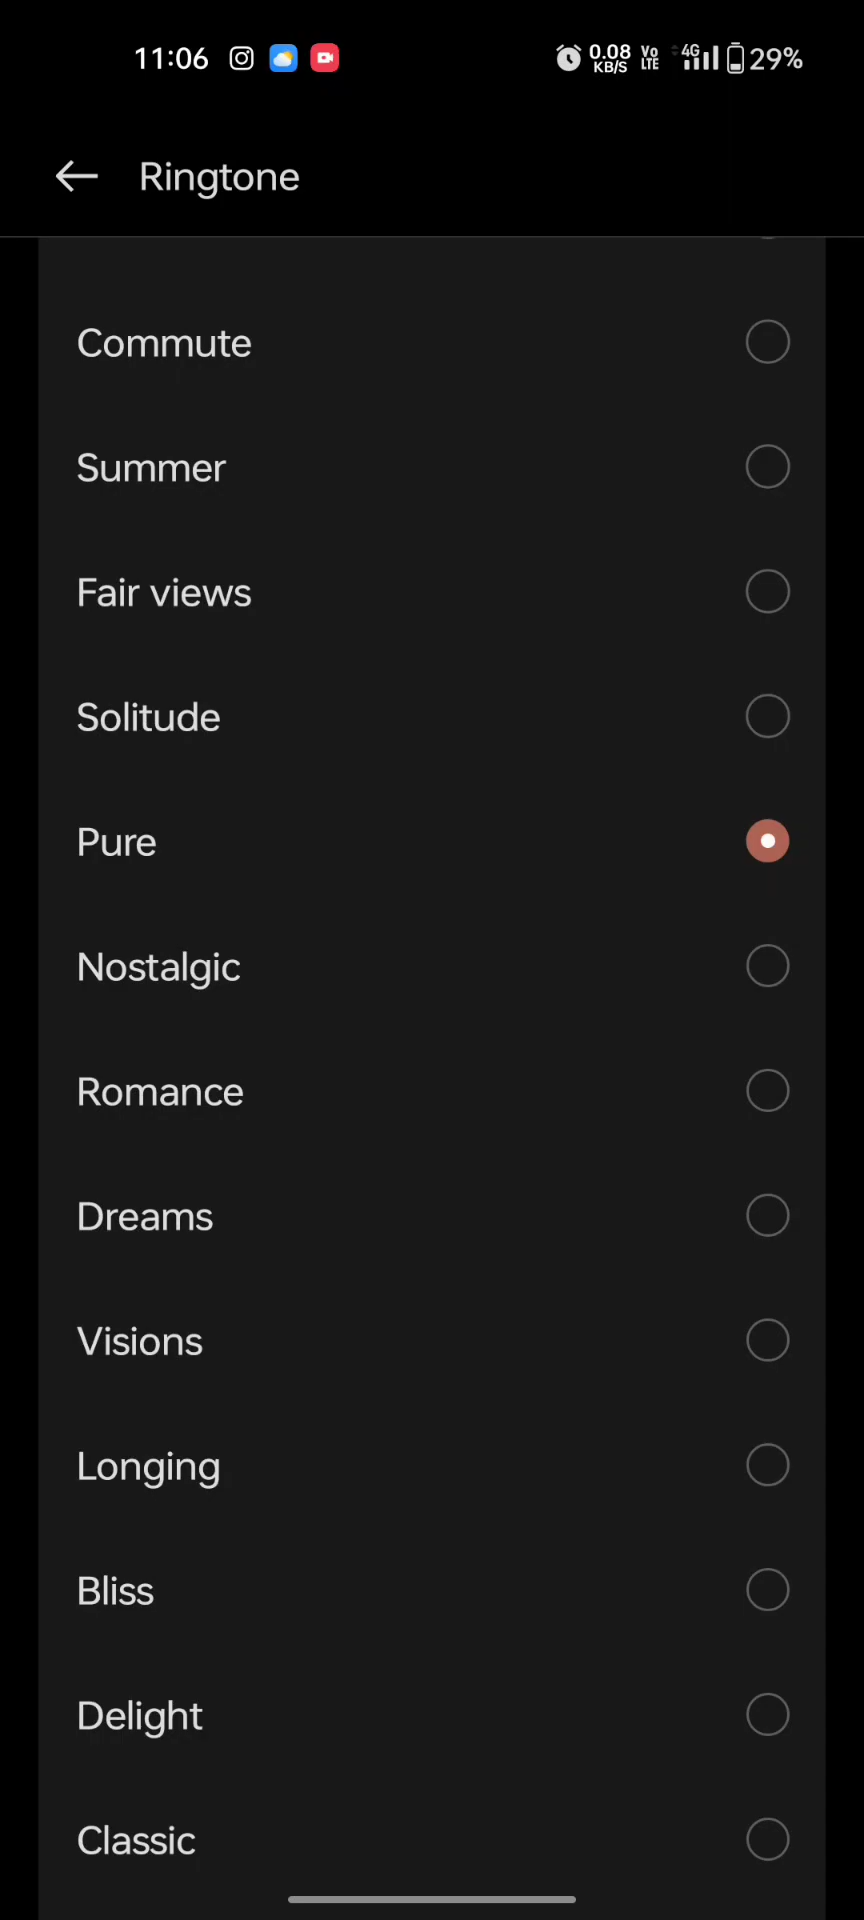 11:06 0.08 KB/S Vo LTE 4G 29%
Ringtone
Commute
Summer
Fair views
Solitude
Pure
Nostalgic
Romance
Dreams
Visions
Longing
Bliss
Delight
Classic